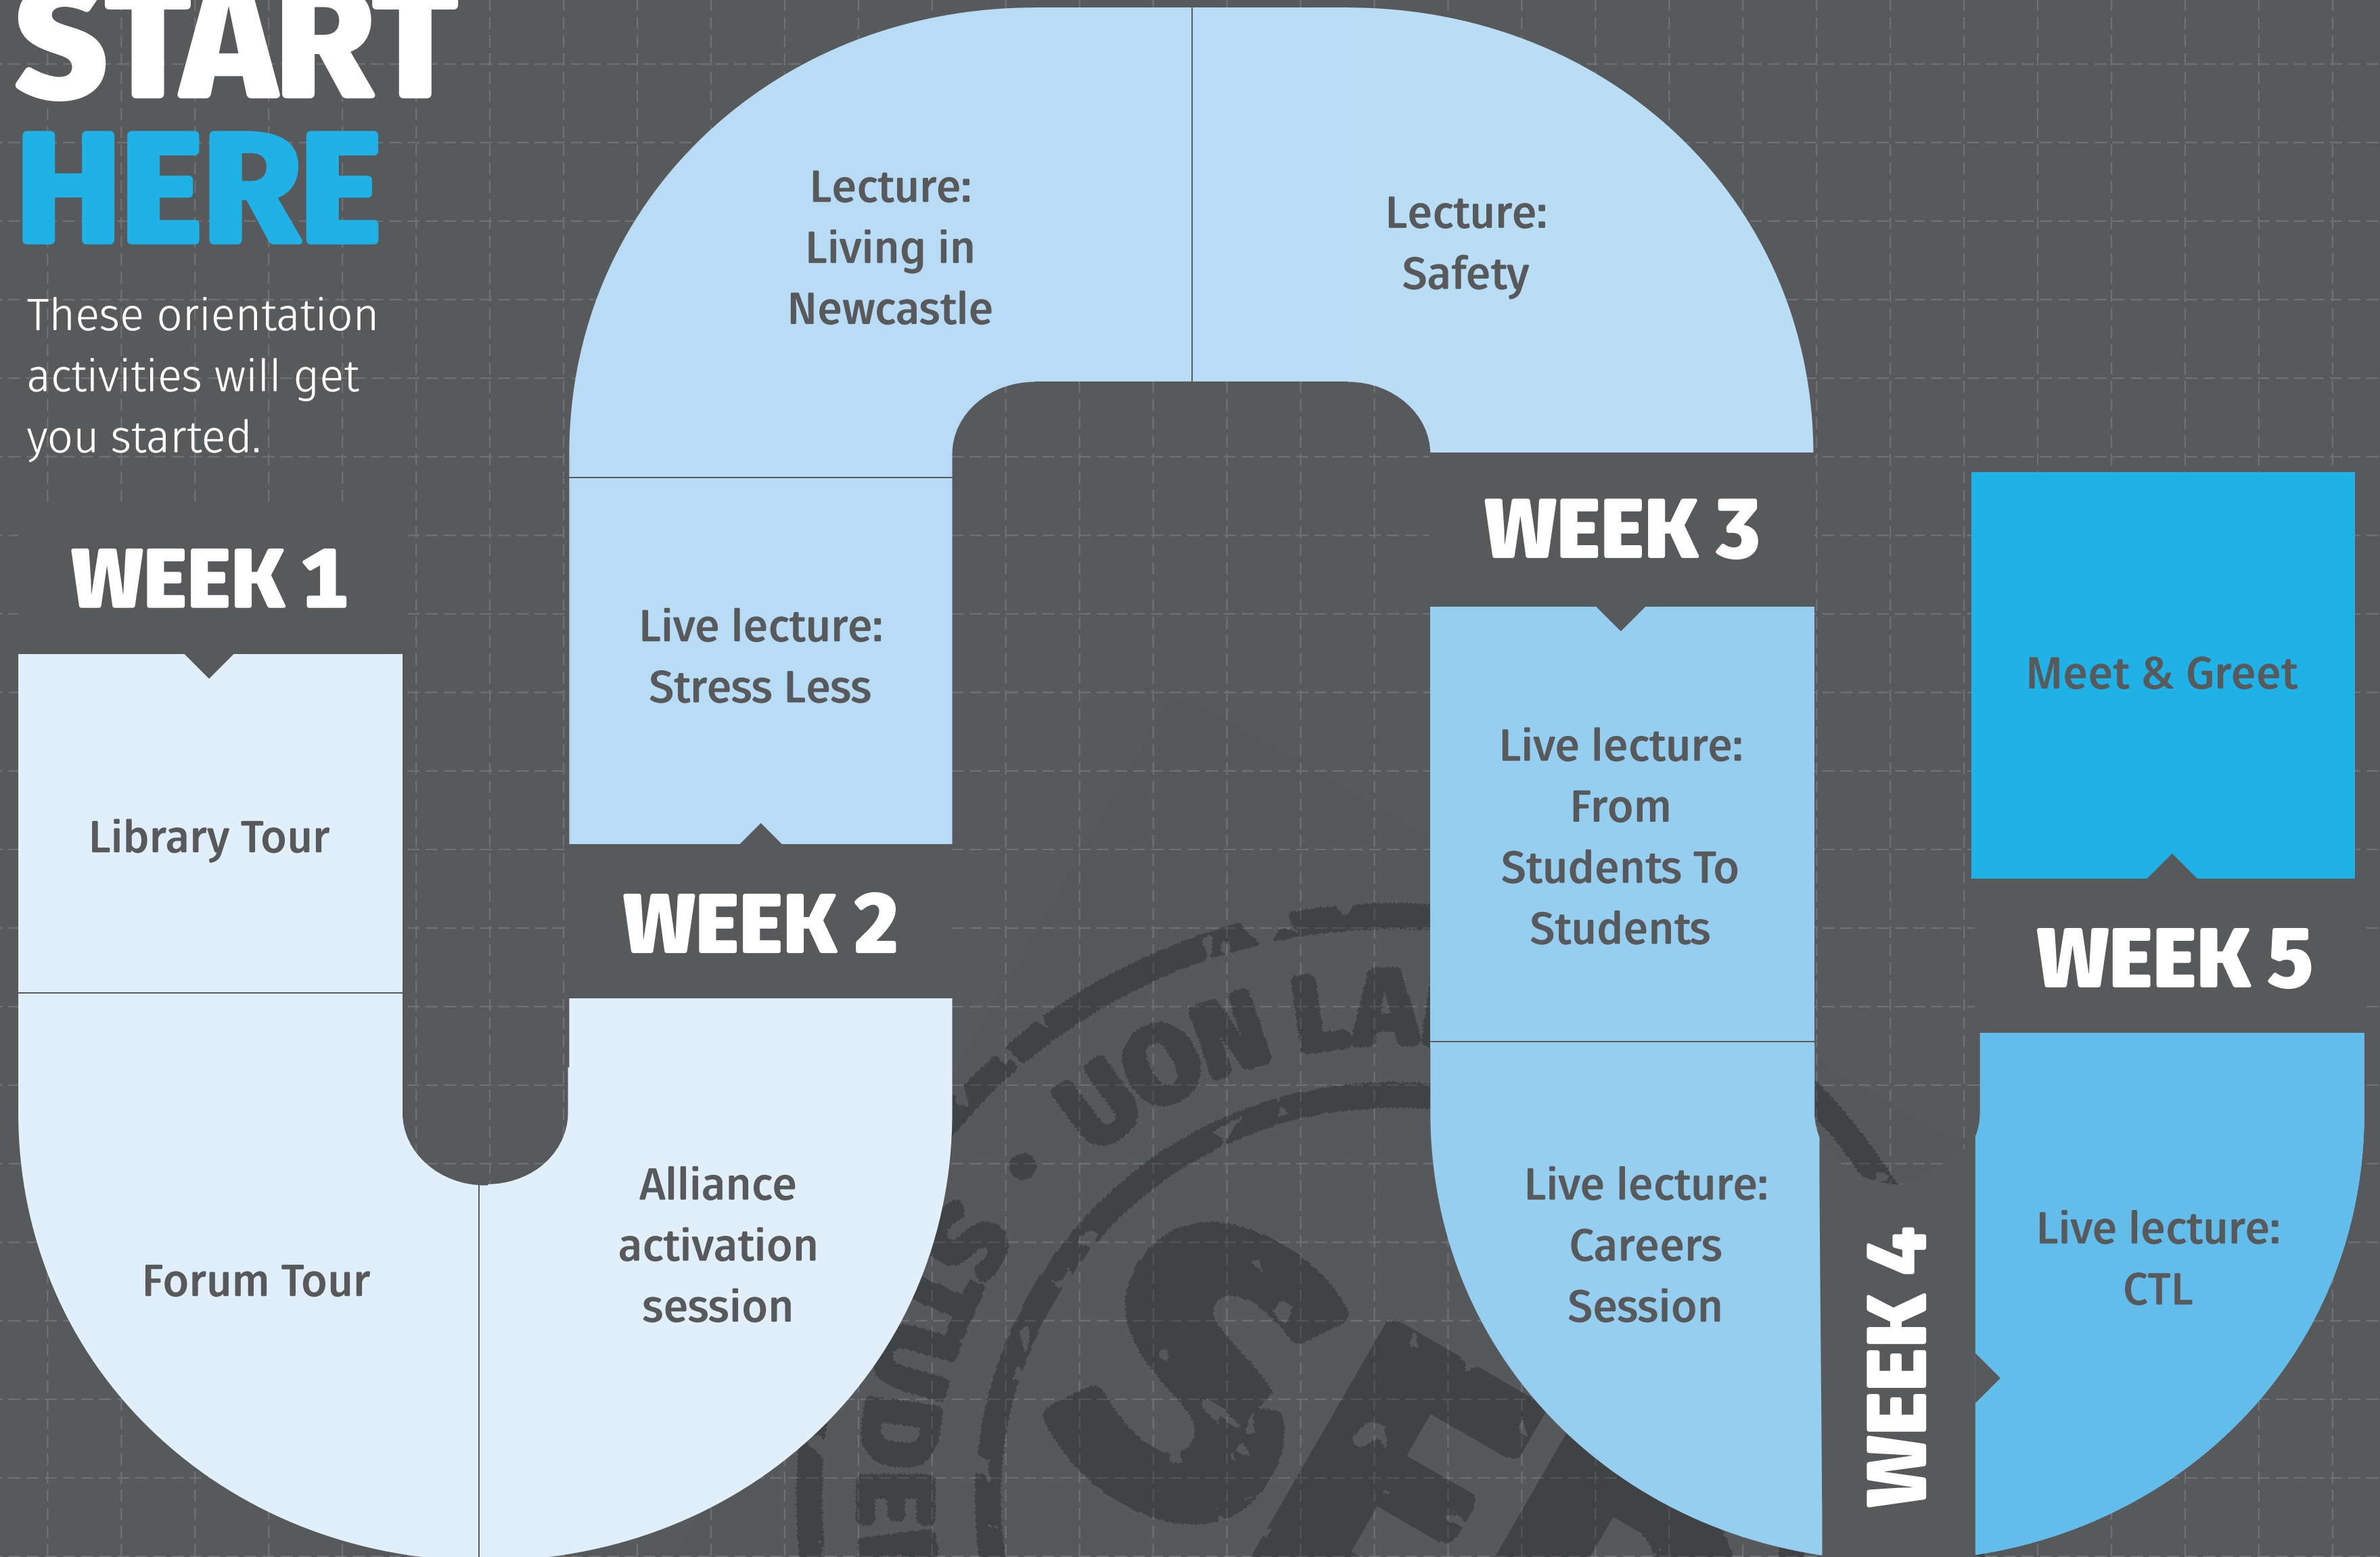 START
HERE
These orientation
activities will get
you started.
WEEK 1
Library Tour
Forum Tour
Alliance
activation
session
WEEK 2
Live lecture:
Stress Less
Lecture:
Living in
Newcastle
Lecture:
Safety
WEEK 3
Live lecture:
From
Students To
Students
Live lecture:
Careers
Session
WEEK 4
Live lecture:
CTL
WEEK 5
Meet & Greet
UON